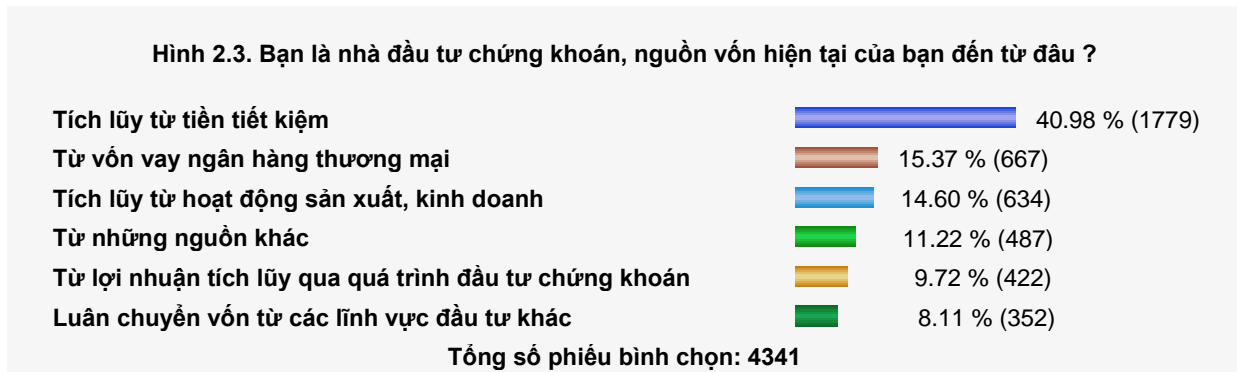 Hình 2.3. Bạn là nhà đầu tư chứng khoán, nguồn vốn hiện tại của bạn đến từ đâu ?
Tích lũy từ tiền tiết kiệm 40.98 % (1779)
Từ vốn vay ngân hàng thương mại 15.37 % (667)
Tích lũy từ hoạt động sản xuất, kinh doanh 14.60 % (634)
Từ những nguồn khác 11.22 % (487)
Từ lợi nhuận tích lũy qua quá trình đầu tư chứng khoán 9.72 % (422)
Luân chuyển vốn từ các lĩnh vực đầu tư khác 8.11 % (352)
Tổng số phiếu bình chọn: 4341